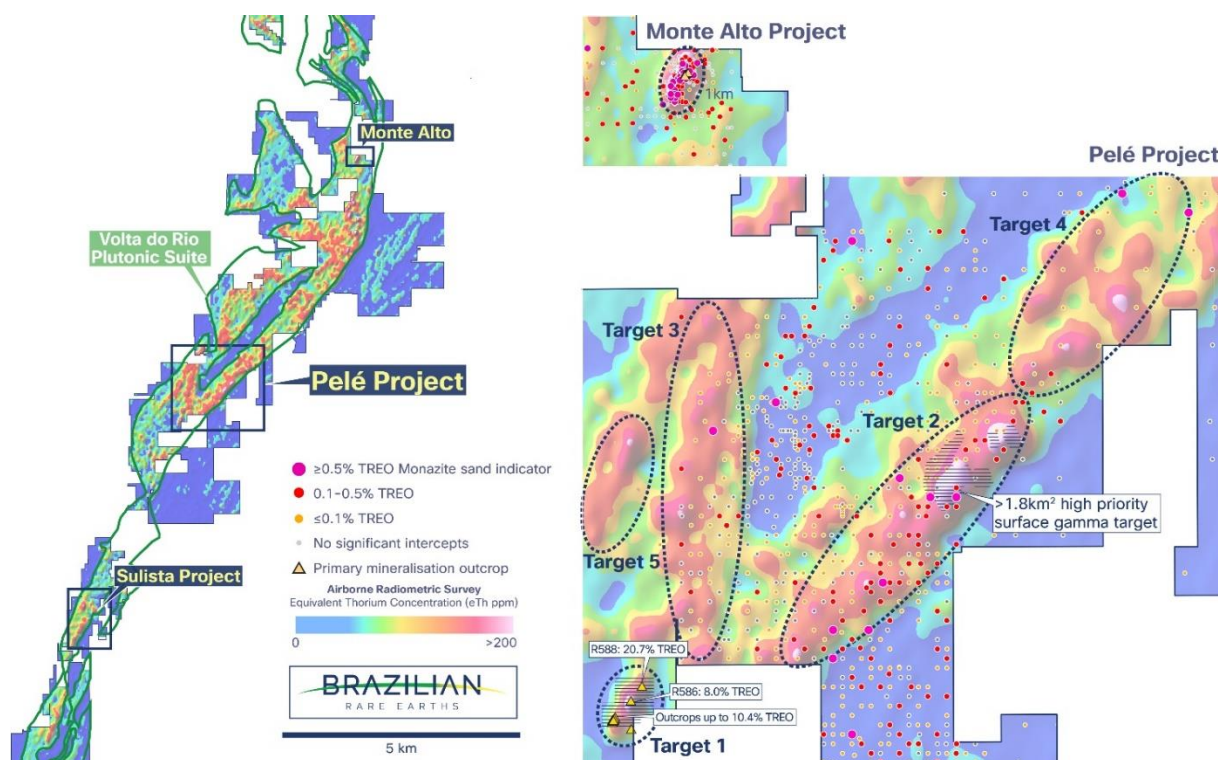 Monte Alto
Volta do Rio
Plutonic Suite
Pelé Project
≥0.5% TREO Monazite sand indicator
0.1-0.5% TREO
≤0.1% TREO
No significant intercepts
Primary mineralisation outcrop
Airborne Radiometric Survey
Equivalent Thorium Concentration (eTh ppm)
0
>200
Sulista Project
BRAZILIAN
RARE EARTHS
5 km
Monte Alto Project
1km
Pelé Project
Target 4
Target 3
Target 2
>1.8km² high priority
surface gamma target
Target 5
R588: 20.7% TREO
R586: 8.0% TREO
Outcrops up to 10.4% TREO
Target 1